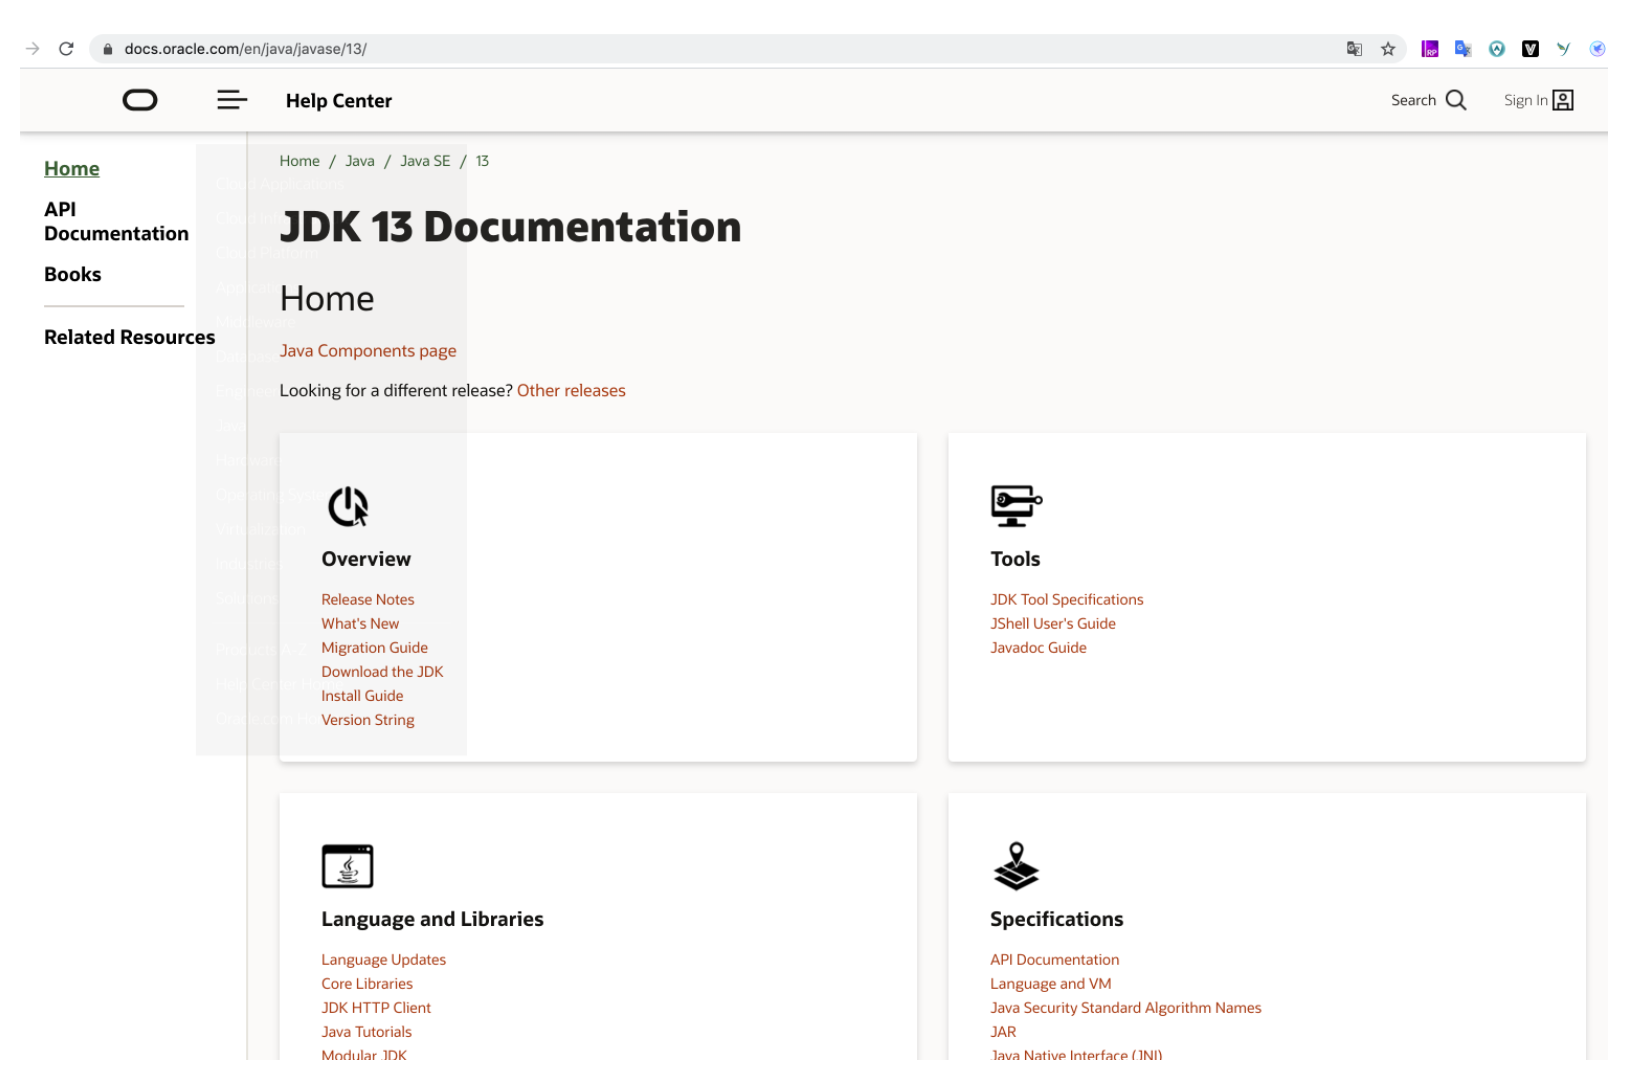 docs.oracle.com/en/java/javase/13/
Help Center
Search
Sign In
Home
API
Documentation
Books
Related Resources
Home / Java / Java SE / 13
JDK 13 Documentation
Home
Java Components page
Looking for a different release? Other releases
Overview
Release Notes
What's New
Migration Guide
Download the JDK
Install Guide
Version String
Tools
JDK Tool Specifications
JShell User's Guide
Javadoc Guide
Language and Libraries
Language Updates
Core Libraries
JDK HTTP Client
Java Tutorials
Modular JDK
Specifications
API Documentation
Language and VM
Java Security Standard Algorithm Names
JAR
Java Native Interface (JNI)